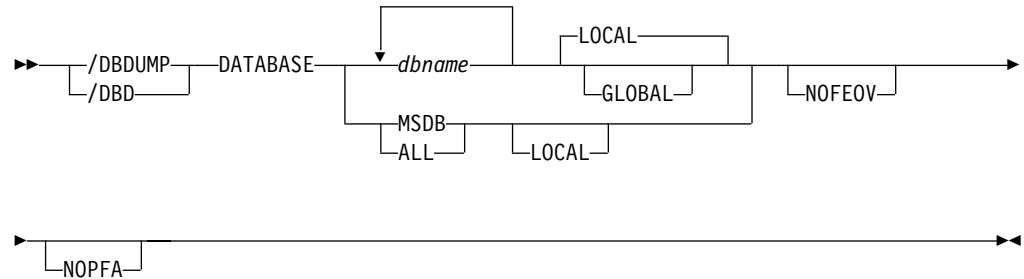 LOCAL
/DBDUMP DATABASE dbname
/DBD GLOBAL NOFEOV
MSDB
ALL LOCAL
NOPFA